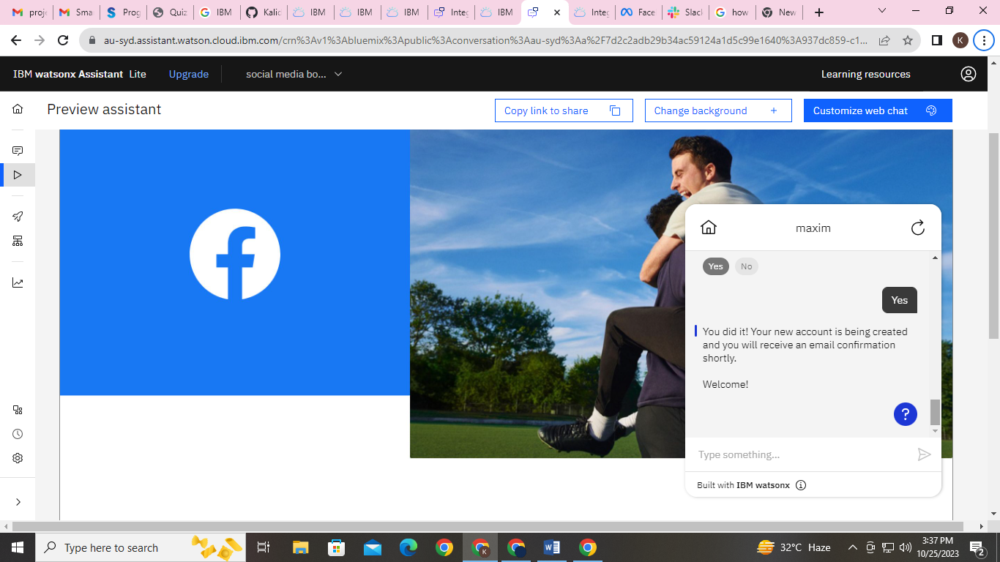 proje
Sma
Prog
Quiz
IBM
Kalid
IBM
IBM
IBM
Integ
IBM
Integ
Face
Slack
how
New
au-syd.assistant.watson.cloud.ibm.com/crn%3Av1%3Abluemix%3Apublic%3Aconversation%3Aau-syd%3Aa%2F7d2c2adb29b34ac59124a1d5c99e1640%3A937dc859-c1...
K
IBM watsonx Assistant Lite
Upgrade
social media bo...
Learning resources
Preview assistant
Copy link to share
Change background +
Customize web chat
maxim
Yes No
Yes
You did it! Your new account is being created
and you will receive an email confirmation
shortly.
Welcome!
?
Type something...
Built with IBM watsonx
Type here to search
32°C Haze
3:37 PM
10/25/2023
2